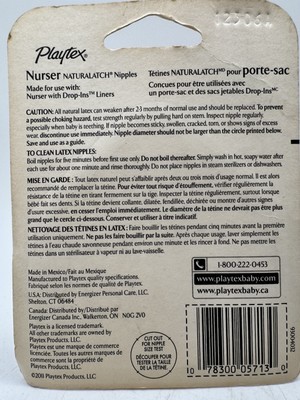 Playtex®
Nurser NATURALATCH® Nipples
Made for use with:
Nurser with Drop-Ins™ Liners
Tétines NATURALATCHMD pour porte-sac
Conçues pour être utilisées avec
un porte-sac et des sacs jetables Drop-InsMC
CAUTION: All natural latex can weaken after 2-3 months of normal use and should be replaced. To prevent
a possible choking hazard, test strength regularly by pulling hard on stem. Inspect nipple regularly,
especially when baby is teething. If nipple becomes sticky, swollen, cracked, torn, or shows signs of excess
wear, discontinue use immediately. Nipple diameter should not be larger than the circle printed below.
Save and use as a guide.
TO CLEAN LATEX NIPPLES:
Boil nipples for five minutes before first use only. Do not boil thereafter. Simply wash in hot, soapy water after
each use for about one minute and rinse thoroughly. Do not place nipples in steam sterilizers or dishwashers.
MISE EN GARDE : Tout latex naturel peut s'affaiblir après deux ou trois mois d'usage normal. Il est alors
recommandé de remplacer la tétine. Pour éviter tout risque d'étouffement, vérifier régulièrement la
résistance de la tétine en tirant fermement sur la tige. Inspecter la tétine régulièrement, surtout lorsque
bébé fait ses dents. Si la tétine devient collante, dilatée, fendillée, déchirée ou montre d'autres signes
d'usure excessive, en cesser l'emploi immédiatement. Le diamètre de la tétine ne devrait pas être plus
grand que le cercle ci-dessous. Conserver et utiliser à titre de guide.
NETTOYAGE DES TÉTINES EN LATEX : Faire bouillir les tétines pendant cinq minutes avant la première
utilisation uniquement. Ne pas les faire bouillir par la suite. Après chaque usage, laver simplement les
tétines à l'eau chaude savonneuse pendant environ une minute et les rincer à fond. Ne pas mettre les
tétines dans un stérilisateur à vapeur ni au lave-vaisselle.
Made in Mexico/Fait au Mexique
Manufactured to Playtex quality specifications.
Fabriqué selon les normes de qualité de Playtex.
U.S.A: Distributed by Energizer Personal Care, LLC.
Shelton, CT 06484
Canada: Distributed by/Distribué par
Energizer Canada Inc., Walkerton, ON N0G 2V0
Playtex is a licensed trademark.
All other trademarks are owned by
Playtex Products, LLC.
Playtex est une marque de commerce
licenciée. Toutes les autres marques de
commerce sont la propriété de
Playtex Products, LLC.
©2011 Playtex Products, LLC
1-800-222-0453
www.playtexbaby.com
www.playtexbaby.ca
CUT OUT
FOR NIPPLE
SIZE TEST
DÉCOUPER
POUR TESTER
LA TAILLE DE
LA TÉTINE.
0 78300 05713 0